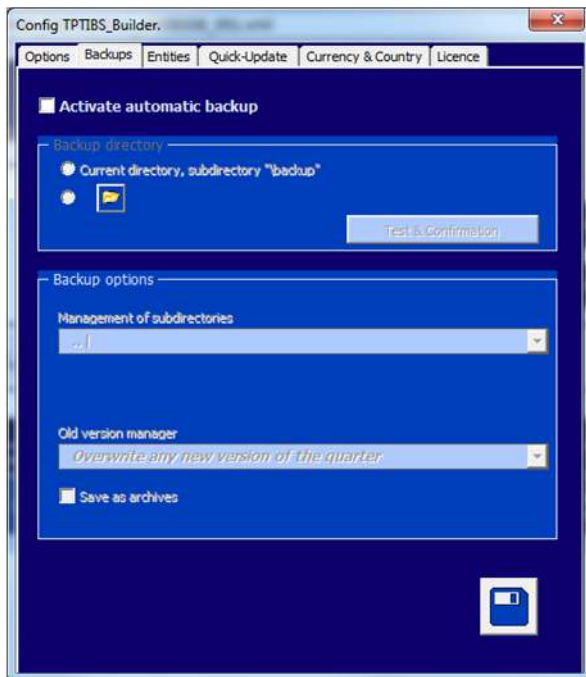 Config TPTIBS_Builder.
Options Backups Entities Quick-Update Currency & Country Licence
Activate automatic backup
Backup directory
Current directory, subdirectory "\backup"
Test & Confirmation
Backup options
Management of subdirectories
..\
Old version manager
Overwrite any new version of the quarter
Save as archives